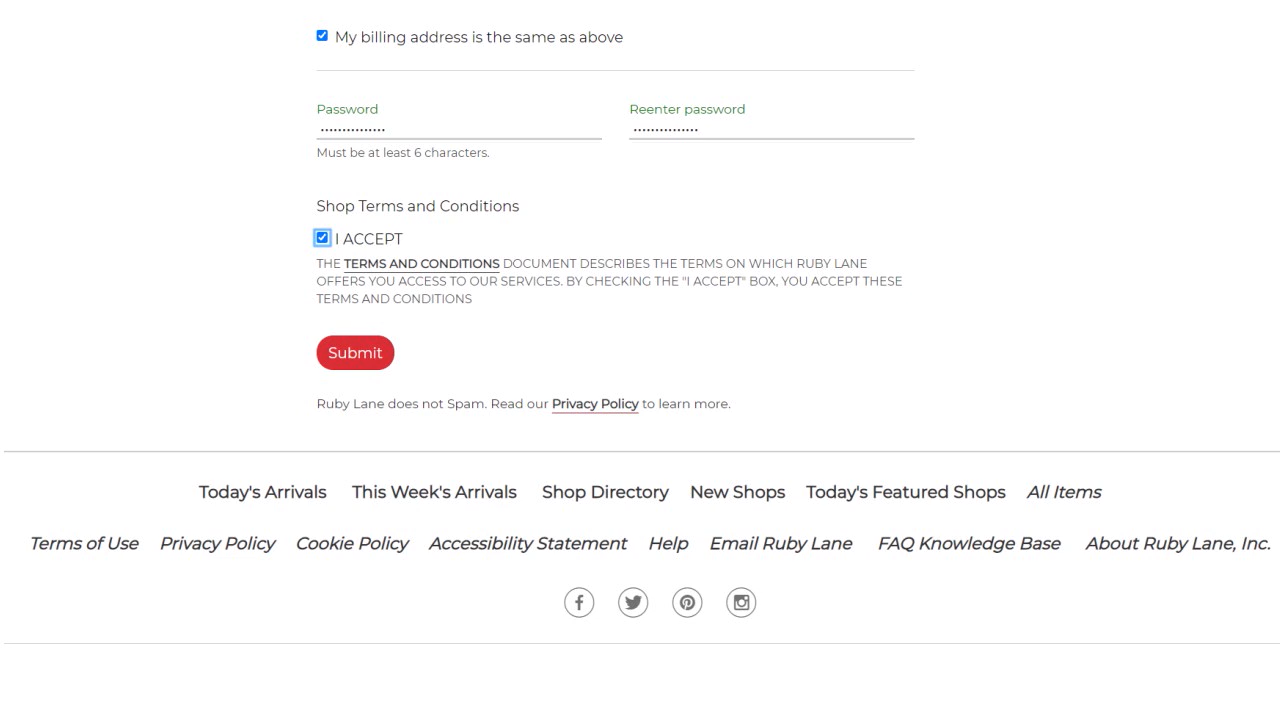 My billing address is the same as above
Password
Reenter password
•••••••••••••••
•••••••••••••••
Must be at least 6 characters.
Shop Terms and Conditions
I ACCEPT
THE TERMS AND CONDITIONS DOCUMENT DESCRIBES THE TERMS ON WHICH RUBY LANE
OFFERS YOU ACCESS TO OUR SERVICES. BY CHECKING THE "I ACCEPT" BOX, YOU ACCEPT THESE
TERMS AND CONDITIONS
Submit
Ruby Lane does not Spam. Read our Privacy Policy to learn more.
Today's Arrivals This Week's Arrivals Shop Directory New Shops Today's Featured Shops All Items
Terms of Use Privacy Policy Cookie Policy Accessibility Statement Help Email Ruby Lane FAQ Knowledge Base About Ruby Lane, Inc.